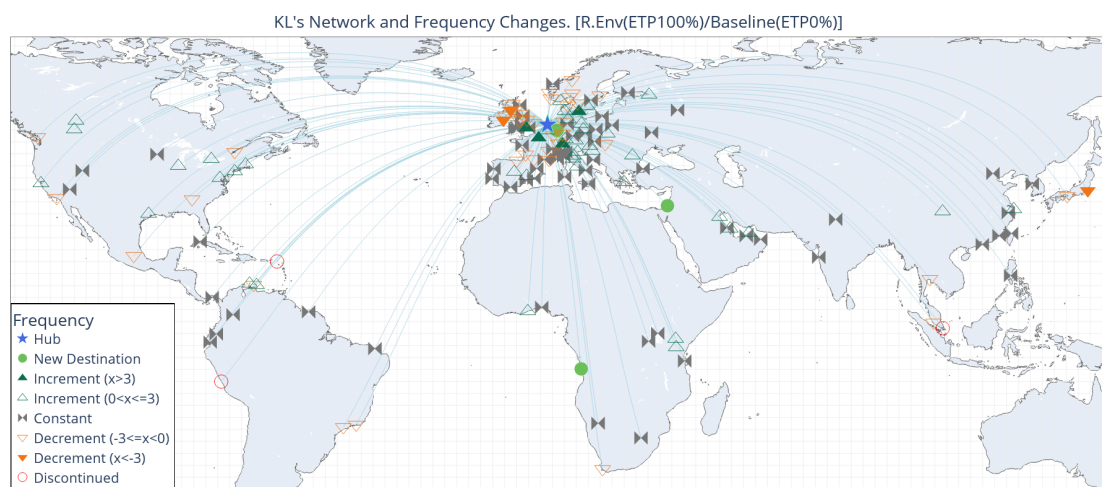 KL's Network and Frequency Changes. [R.Env(ETP100%)/Baseline(ETP0%)]
Frequency
Hub
New Destination
Increment (x>3)
Increment (0<x<=3)
Constant
Decrement (-3<=x<0)
Decrement (x<-3)
Discontinued